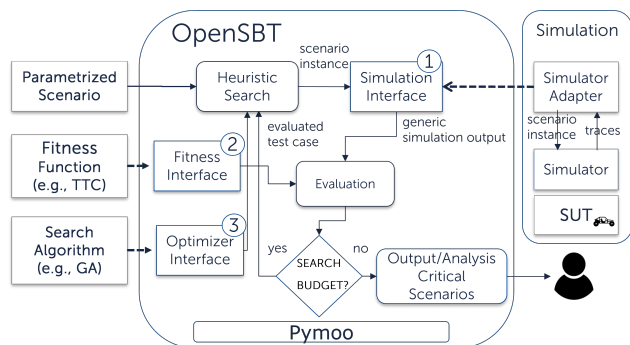 OpenSBT
Simulation
Parametrized
Scenario
Heuristic
Search
scenario
instance
1
Simulation
Interface
Simulator
Adapter
evaluated
test case
generic
simulation output
scenario
instance
traces
Fitness
Function
(e.g., TTC)
2
Fitness
Interface
Evaluation
Simulator
SUT
Search
Algorithm
(e.g., GA)
3
Optimizer
Interface
yes
no
SEARCH
BUDGET?
Output/Analysis
Critical
Scenarios
Pymoo